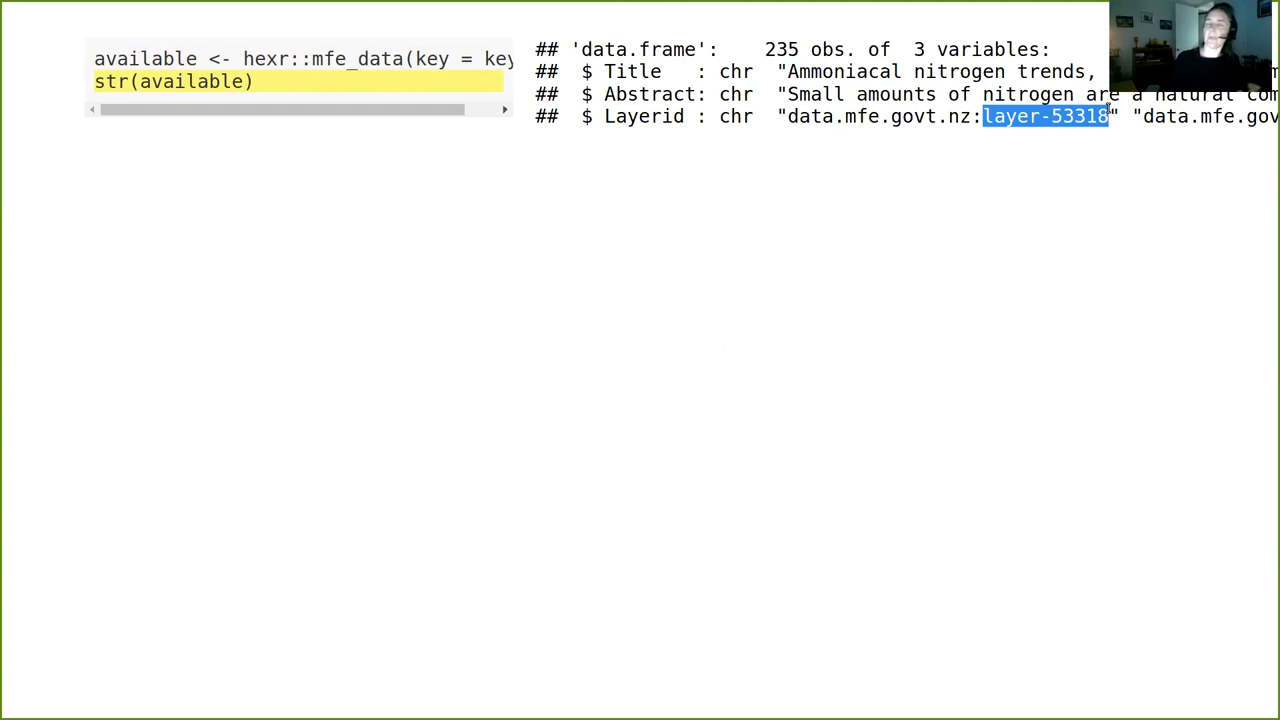 available <- hexr::mfe_data(key = key
str(available)
## 'data.frame':    235 obs. of  3 variables:
##  $ Title   : chr  "Ammoniacal nitrogen trends,
##  $ Abstract: chr  "Small amounts of nitrogen are a natural com
##  $ Layerid : chr  "data.mfe.govt.nz:layer-53318" "data.mfe.gov